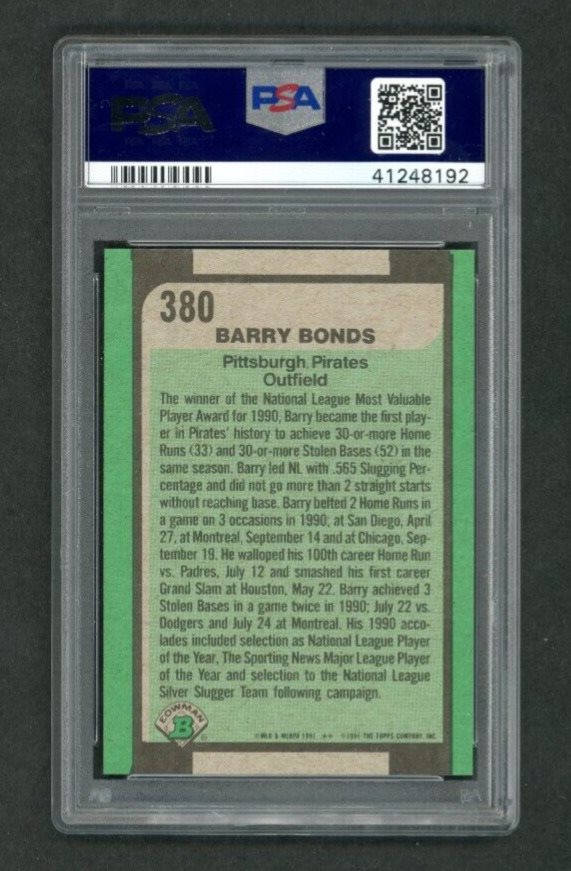 PSA PSA
41248192
380
BARRY BONDS
Pittsburgh Pirates
Outfield
The winner of the National League Most Valuable
Player Award for 1990, Barry became the first play-
er in Pirates' history to achieve 30-or-more Home
Runs (33) and 30-or-more Stolen Bases (52) in the
same season. Barry led NL with .565 Slugging Per-
centage and did not go more than 2 straight starts
without reaching base. Barry belted 2 Home Runs in
a game on 3 occasions in 1990; at San Diego, April
27, at Montreal, September 14 and at Chicago, Sep-
tember 19. He walloped his 100th career Home Run
vs. Padres, July 12 and smashed his first career
Grand Slam at Houston, May 22. Barry achieved 3
Stolen Bases in a game twice in 1990; July 22 vs.
Dodgers and July 24 at Montreal. His 1990 acco-
lades included selection as National League Player
of the Year, The Sporting News Major League Player
of the Year and selection to the National League
Silver Slugger Team following campaign.
BOWMAN
B
© MLB & MLBPA 1991 ** © 1991 THE TOPPS COMPANY, INC.
PSA